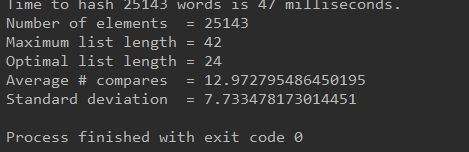 Time to hash 25143 words is 47 milliseconds.
Number of elements  = 25143
Maximum list length = 42
Optimal list length = 24
Average # compares  = 12.972795486450195
Standard deviation  = 7.733478173014451
Process finished with exit code 0